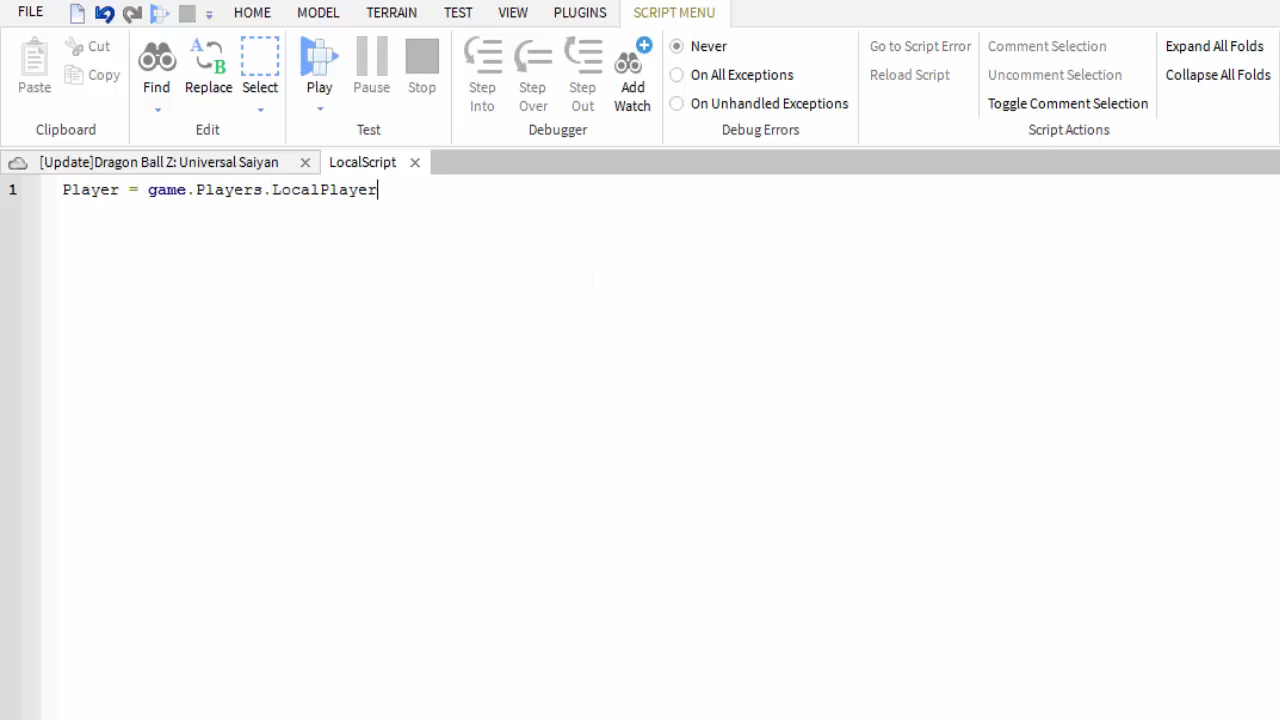 FILE HOME MODEL TERRAIN TEST VIEW PLUGINS SCRIPT MENU
Paste Cut Copy
Clipboard
Find Replace Select
A B
Edit
Play Pause Stop
Test
Step Into Step Over Step Out Add Watch
Debugger
Never
On All Exceptions
On Unhandled Exceptions
Debug Errors
Go to Script Error
Reload Script
Comment Selection
Uncomment Selection
Toggle Comment Selection
Expand All Folds
Collapse All Folds
Script Actions
[Update]Dragon Ball Z: Universal Saiyan LocalScript
1 Player = game.Players.LocalPlayer